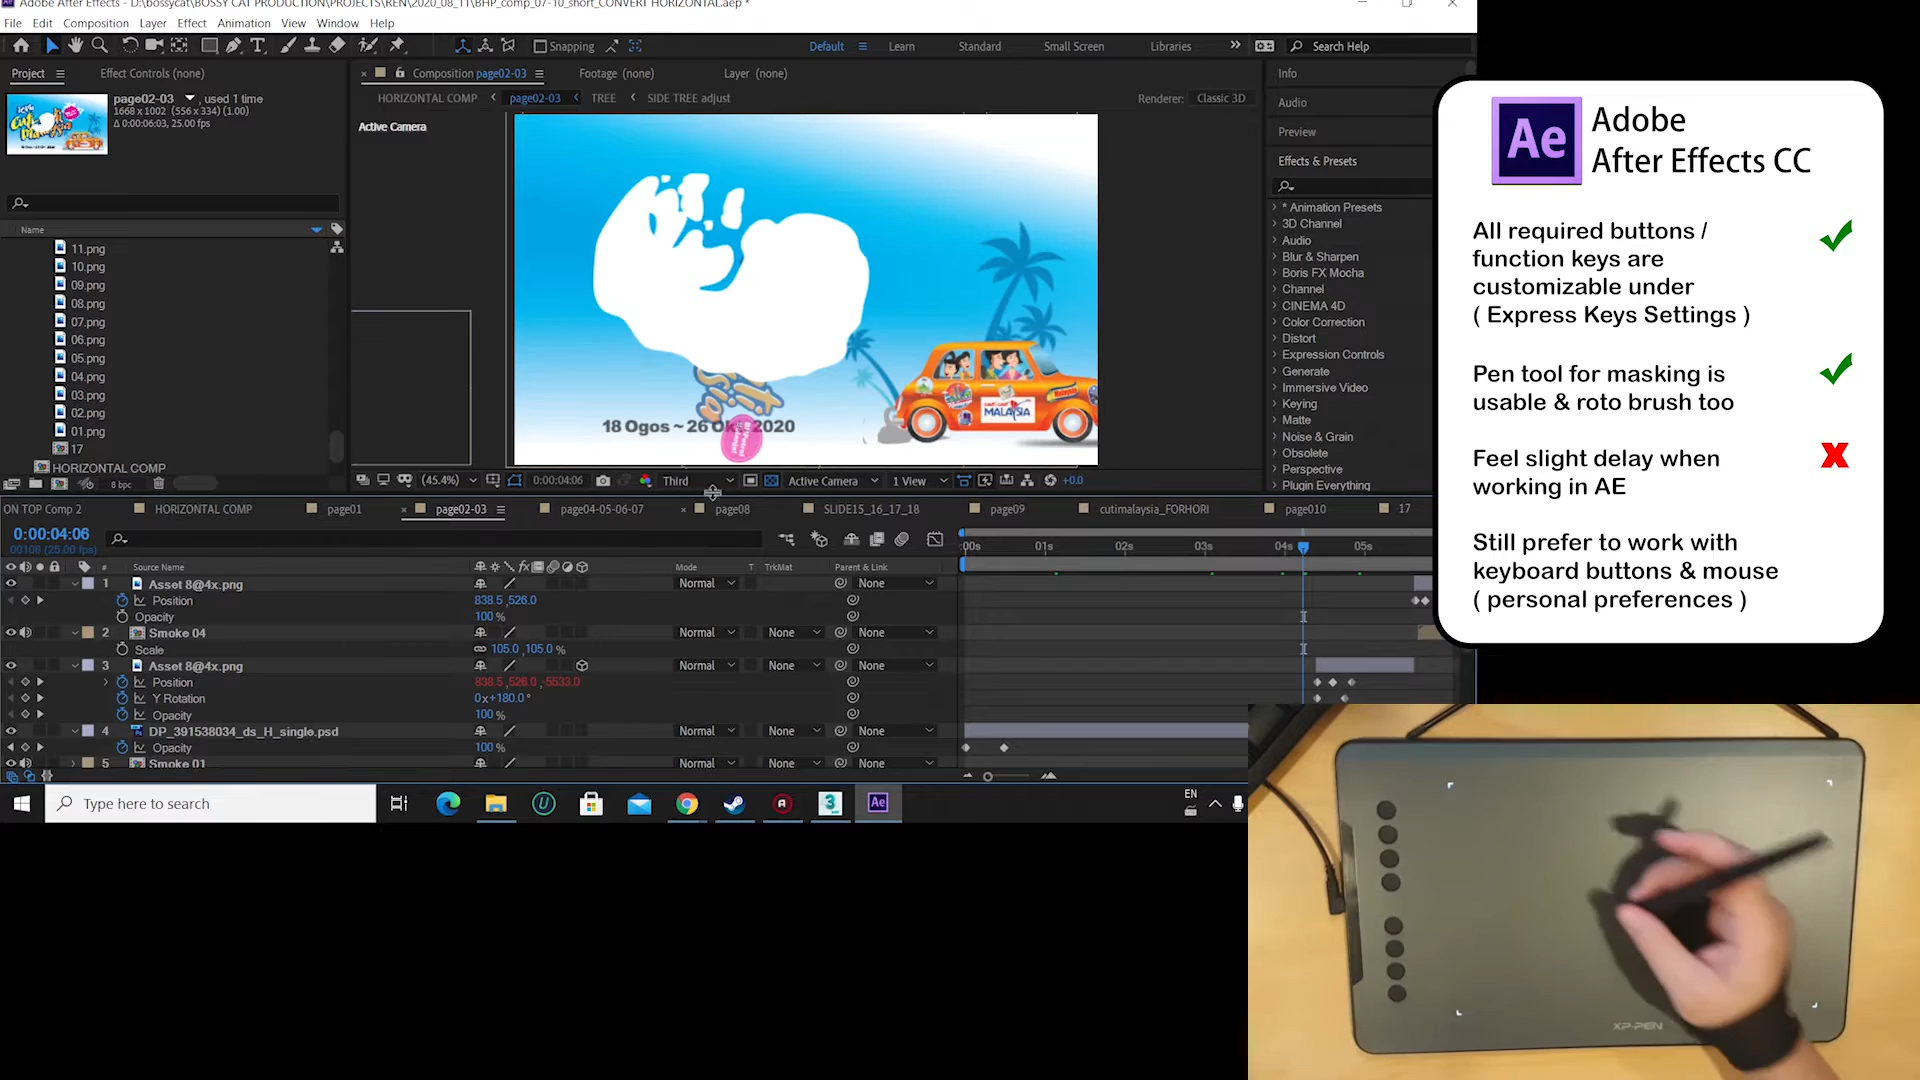 Adobe After Effects - D:\bossycat\BOSSY CAT PRODUCTION\PROJECTS\REN\2020_08_11\BHP_comp_07-10_short_CONVERT HORIZONTAL.aep *
File Edit Composition Layer Effect Animation View Window Help
Snapping
Default Learn Standard Small Screen Libraries
Search Help
Project
Effect Controls (none)
page02-03 , used 1 time
1668 x 1002 (556 x 334) (1.00)
Δ 0:00:06:03, 25.00 fps
Name
11.png
10.png
09.png
08.png
07.png
06.png
05.png
04.png
03.png
02.png
01.png
17
HORIZONTAL COMP
8 bpc
Composition page02-03
Footage (none)
Layer (none)
HORIZONTAL COMP page02-03 TREE SIDE TREE adjust
Renderer: Classic 3D
Active Camera
MALAYSIA
18 Ogos ~ 26 Okt 2020
(45.4%) 0:00:04:06 Third Active Camera 1 View +0.0
Info
Audio
Preview
Effects & Presets
* Animation Presets
3D Channel
Audio
Blur & Sharpen
Boris FX Mocha
Channel
CINEMA 4D
Color Correction
Distort
Expression Controls
Generate
Immersive Video
Keying
Matte
Noise & Grain
Obsolete
Perspective
Plugin Everything
ON TOP Comp 2 HORIZONTAL COMP page01 page02-03 page04-05-06-07 page08 SLIDE15_16_17_18 page09 cutimalaysia_FORHORI page010 17
0:00:04:06
00106 (25.00 fps)
:00s 01s 02s 03s 04s 05s
# Source Name Mode T TrkMat Parent & Link
1 Asset 8@4x.png Normal None
Position 838.5 ,526.0
Opacity 100 %
2 Smoke 04 Normal None None
Scale 105.0 ,105.0 %
3 Asset 8@4x.png Normal None None
Position 838.5 ,526.0 ,-5533.0
Y Rotation 0x+180.0 °
Opacity 100 %
4 DP_391538034_ds_H_single.psd Normal None None
Opacity 100 %
5 Smoke 01 Normal None None
Type here to search
EN
Ae
Ae
Adobe
After Effects CC
All required buttons /
function keys are
customizable under
( Express Keys Settings )
Pen tool for masking is
usable & roto brush too
Feel slight delay when
working in AE
Still prefer to work with
keyboard buttons & mouse
( personal preferences )
XP-PEN